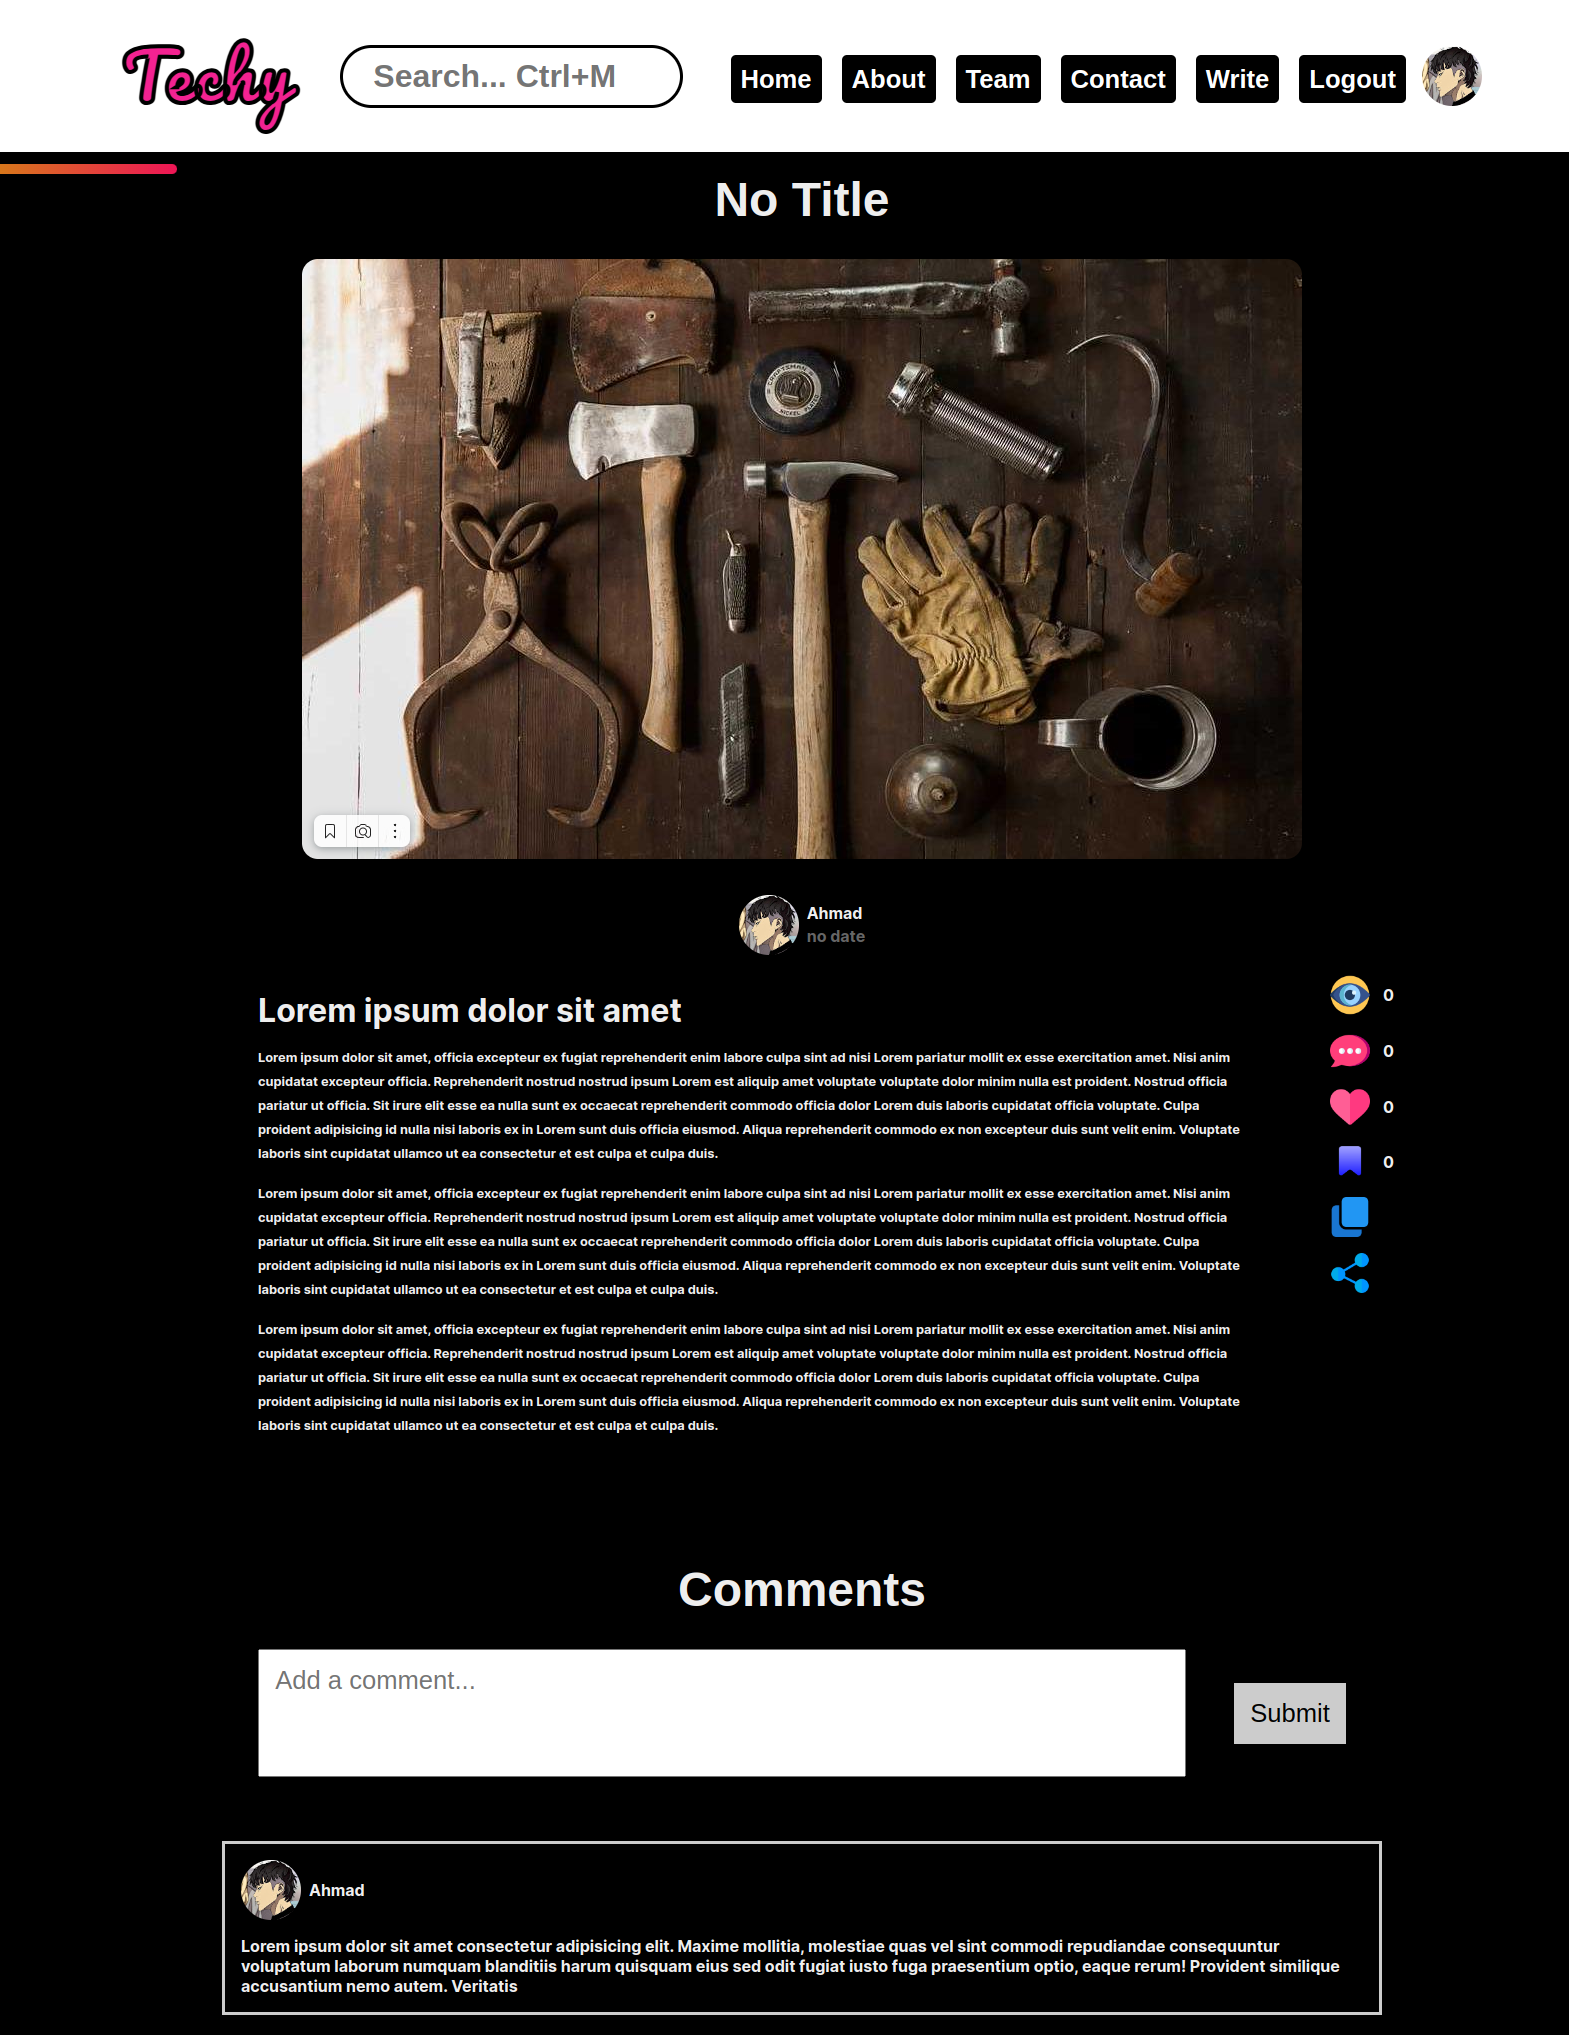 Techy
Search... Ctrl+M
Home
About
Team
Contact
Write
Logout
No Title
CRAFTSMAN
NICKEL
Ahmad
no date
Lorem ipsum dolor sit amet
Lorem ipsum dolor sit amet, officia excepteur ex fugiat reprehenderit enim labore culpa sint ad nisi Lorem pariatur mollit ex esse exercitation amet. Nisi anim
cupidatat excepteur officia. Reprehenderit nostrud nostrud ipsum Lorem est aliquip amet voluptate voluptate dolor minim nulla est proident. Nostrud officia
pariatur ut officia. Sit irure elit esse ea nulla sunt ex occaecat reprehenderit commodo officia dolor Lorem duis laboris cupidatat officia voluptate. Culpa
proident adipisicing id nulla nisi laboris ex in Lorem sunt duis officia eiusmod. Aliqua reprehenderit commodo ex non excepteur duis sunt velit enim. Voluptate
laboris sint cupidatat ullamco ut ea consectetur et est culpa et culpa duis.
Lorem ipsum dolor sit amet, officia excepteur ex fugiat reprehenderit enim labore culpa sint ad nisi Lorem pariatur mollit ex esse exercitation amet. Nisi anim
cupidatat excepteur officia. Reprehenderit nostrud nostrud ipsum Lorem est aliquip amet voluptate voluptate dolor minim nulla est proident. Nostrud officia
pariatur ut officia. Sit irure elit esse ea nulla sunt ex occaecat reprehenderit commodo officia dolor Lorem duis laboris cupidatat officia voluptate. Culpa
proident adipisicing id nulla nisi laboris ex in Lorem sunt duis officia eiusmod. Aliqua reprehenderit commodo ex non excepteur duis sunt velit enim. Voluptate
laboris sint cupidatat ullamco ut ea consectetur et est culpa et culpa duis.
Lorem ipsum dolor sit amet, officia excepteur ex fugiat reprehenderit enim labore culpa sint ad nisi Lorem pariatur mollit ex esse exercitation amet. Nisi anim
cupidatat excepteur officia. Reprehenderit nostrud nostrud ipsum Lorem est aliquip amet voluptate voluptate dolor minim nulla est proident. Nostrud officia
pariatur ut officia. Sit irure elit esse ea nulla sunt ex occaecat reprehenderit commodo officia dolor Lorem duis laboris cupidatat officia voluptate. Culpa
proident adipisicing id nulla nisi laboris ex in Lorem sunt duis officia eiusmod. Aliqua reprehenderit commodo ex non excepteur duis sunt velit enim. Voluptate
laboris sint cupidatat ullamco ut ea consectetur et est culpa et culpa duis.
0
0
0
0
Comments
Add a comment...
Submit
Ahmad
Lorem ipsum dolor sit amet consectetur adipisicing elit. Maxime mollitia, molestiae quas vel sint commodi repudiandae consequuntur
voluptatum laborum numquam blanditiis harum quisquam eius sed odit fugiat iusto fuga praesentium optio, eaque rerum! Provident similique
accusantium nemo autem. Veritatis